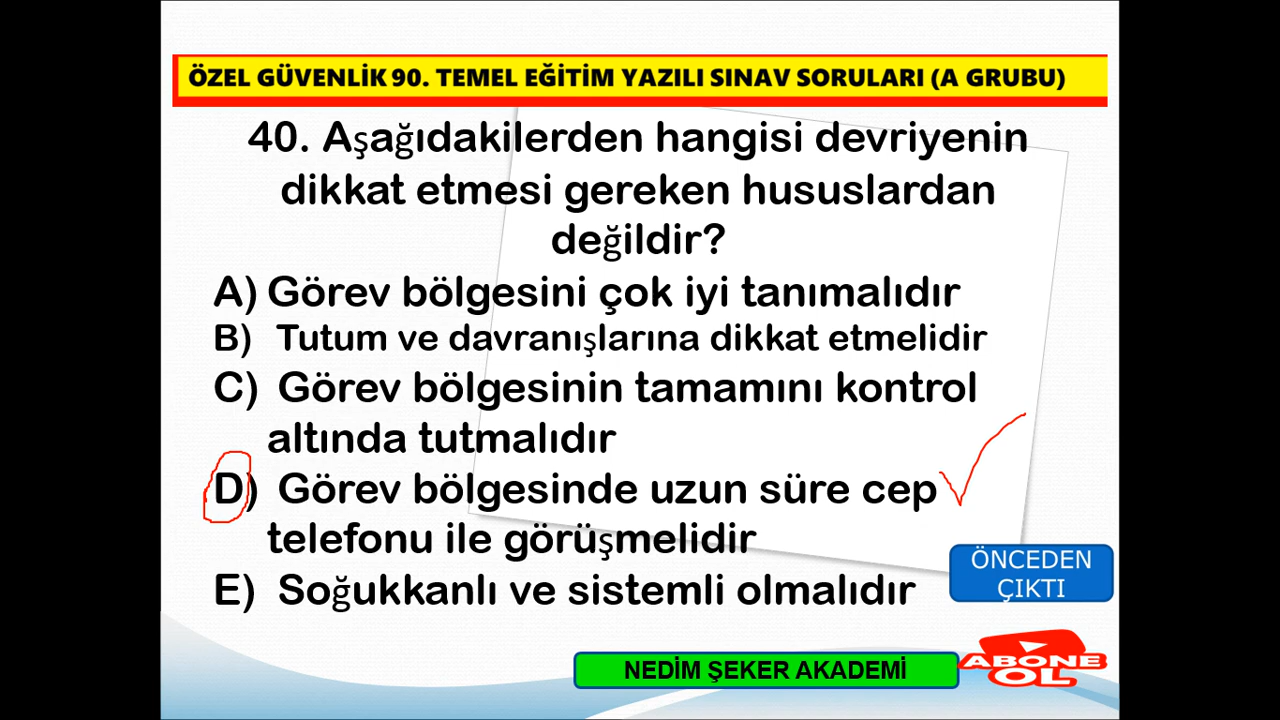 ÖZEL GÜVENLİK 90. TEMEL EĞİTİM YAZILI SINAV SORULARI (A GRUBU)
40. Aşağıdakilerden hangisi devriyenin
dikkat etmesi gereken hususlardan
değildir?
A) Görev bölgesini çok iyi tanımalıdır
B) Tutum ve davranışlarına dikkat etmelidir
C) Görev bölgesinin tamamını kontrol
altında tutmalıdır
D) Görev bölgesinde uzun süre cep
telefonu ile görüşmelidir
E) Soğukkanlı ve sistemli olmalıdır
ÖNCEDEN
ÇIKTI
NEDİM ŞEKER AKADEMİ
ABONE
OL